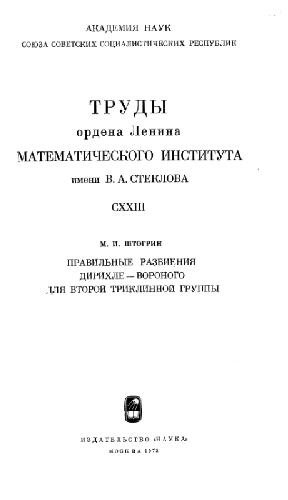 АКАДЕМИЯ НАУК
СОЮЗА СОВЕТСКИХ СОЦИАЛИСТИЧЕСКИХ РЕСПУБЛИК
ТРУДЫ
ордена Ленина
МАТЕМАТИЧЕСКОГО ИНСТИТУТА
имени В. А. СТЕКЛОВА
CXXIII
М. И. ШТОГРИН
ПРАВИЛЬНЫЕ РАЗБИЕНИЯ
ДИРИХЛЕ — ВОРОНОГО
ДЛЯ ВТОРОЙ ТРИКЛИННОЙ ГРУППЫ
ИЗДАТЕЛЬСТВО «НАУКА»
МОСКВА 1973